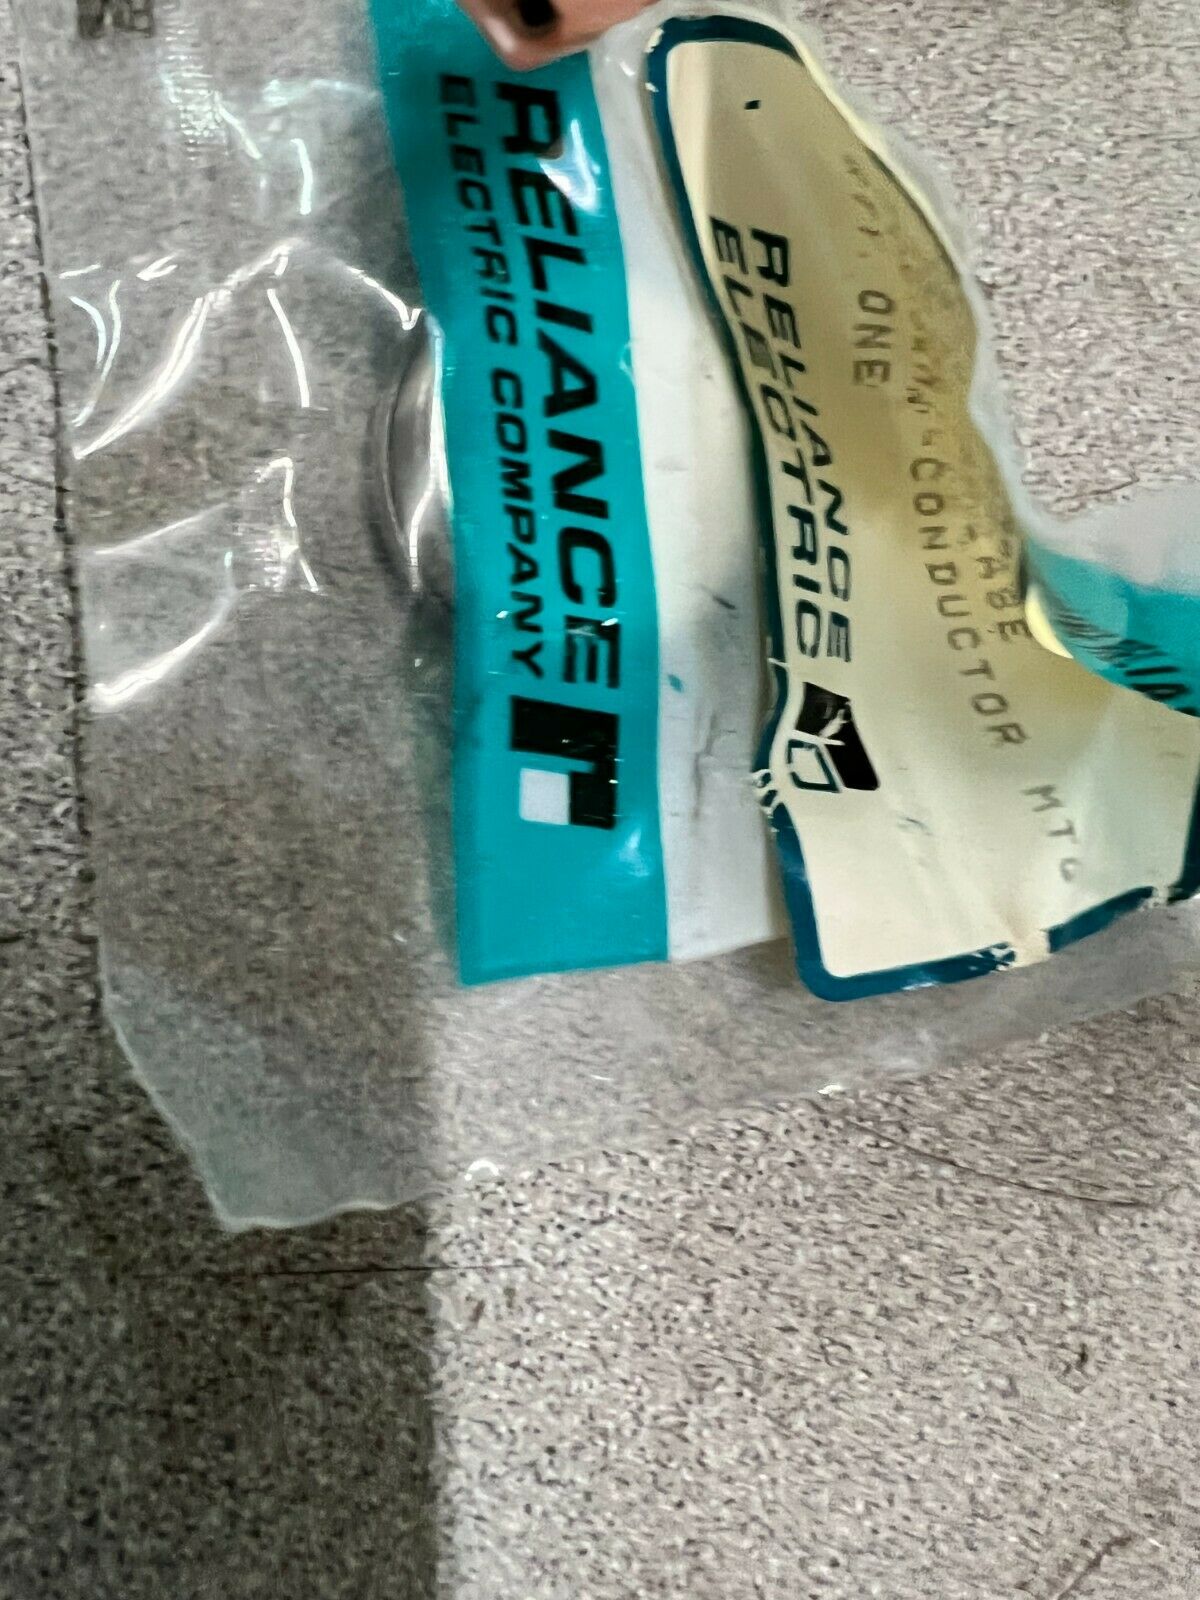 RELIANCE
ELECTRIC COMPANY
RELIANCE
ELECTRIC
ONE
CONDUCTOR MTG